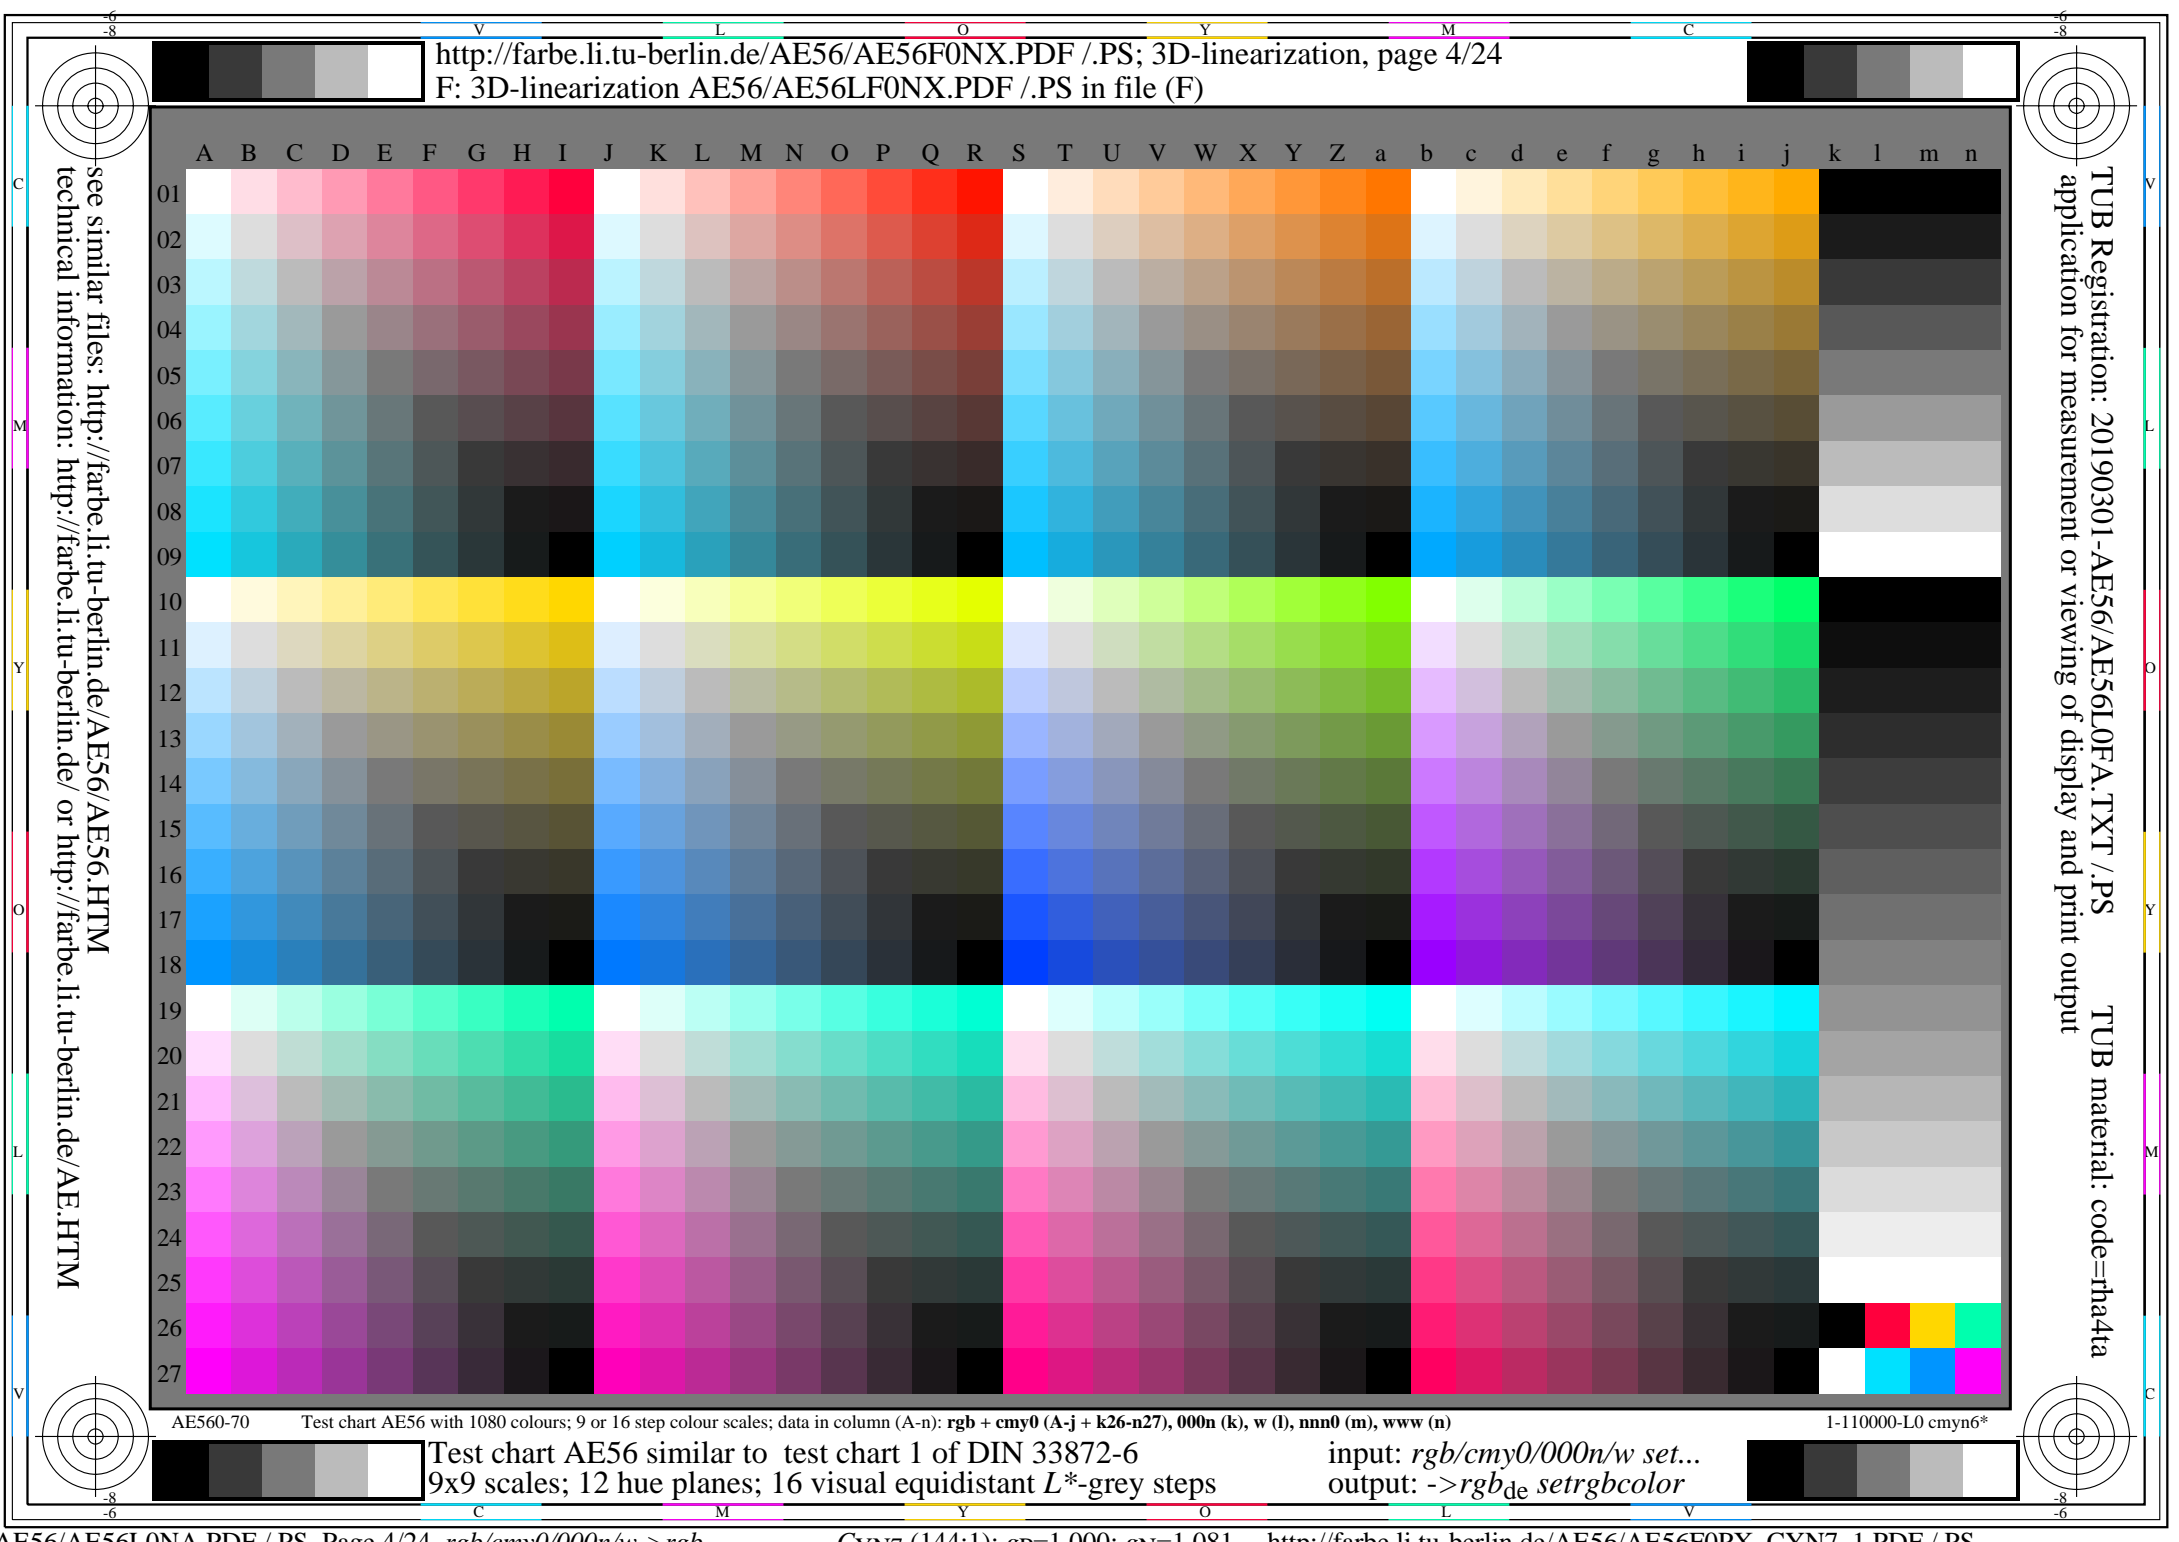 -6
-8
V L O Y M C
-6
-8
http://farbe.li.tu-berlin.de/AE56/AE56F0NX.PDF /.PS; 3D-linearization, page 4/24
F: 3D-linearization AE56/AE56LF0NX.PDF /.PS in file (F)
A B C D E F G H I J K L M N O P Q R S T U V W X Y Z a b c d e f g h i j k l m n
01
02
03
04
05
06
07
08
09
10
11
12
13
14
15
16
17
18
19
20
21
22
23
24
25
26
27
C
M
Y
O
L
V
see similar files: http://farbe.li.tu-berlin.de/AE56/AE56.HTM
technical information: http://farbe.li.tu-berlin.de/ or http://farbe.li.tu-berlin.de/AE.HTM
TUB Registration: 20190301-AE56/AE56L0FA.TXT /.PS TUB material: code=rha4ta
application for measurement or viewing of display and print output
V
L
O
Y
M
C
AE560-70 Test chart AE56 with 1080 colours; 9 or 16 step colour scales; data in column (A-n): rgb + cmy0 (A-j + k26-n27), 000n (k), w (l), nnn0 (m), www (n) 1-110000-L0 cmyn6*
Test chart AE56 similar to test chart 1 of DIN 33872-6 input: rgb/cmy0/000n/w set...
9x9 scales; 12 hue planes; 16 visual equidistant L*-grey steps output: ->rgbde setrgbcolor
-8
-6
C M Y O L V
-8
-6